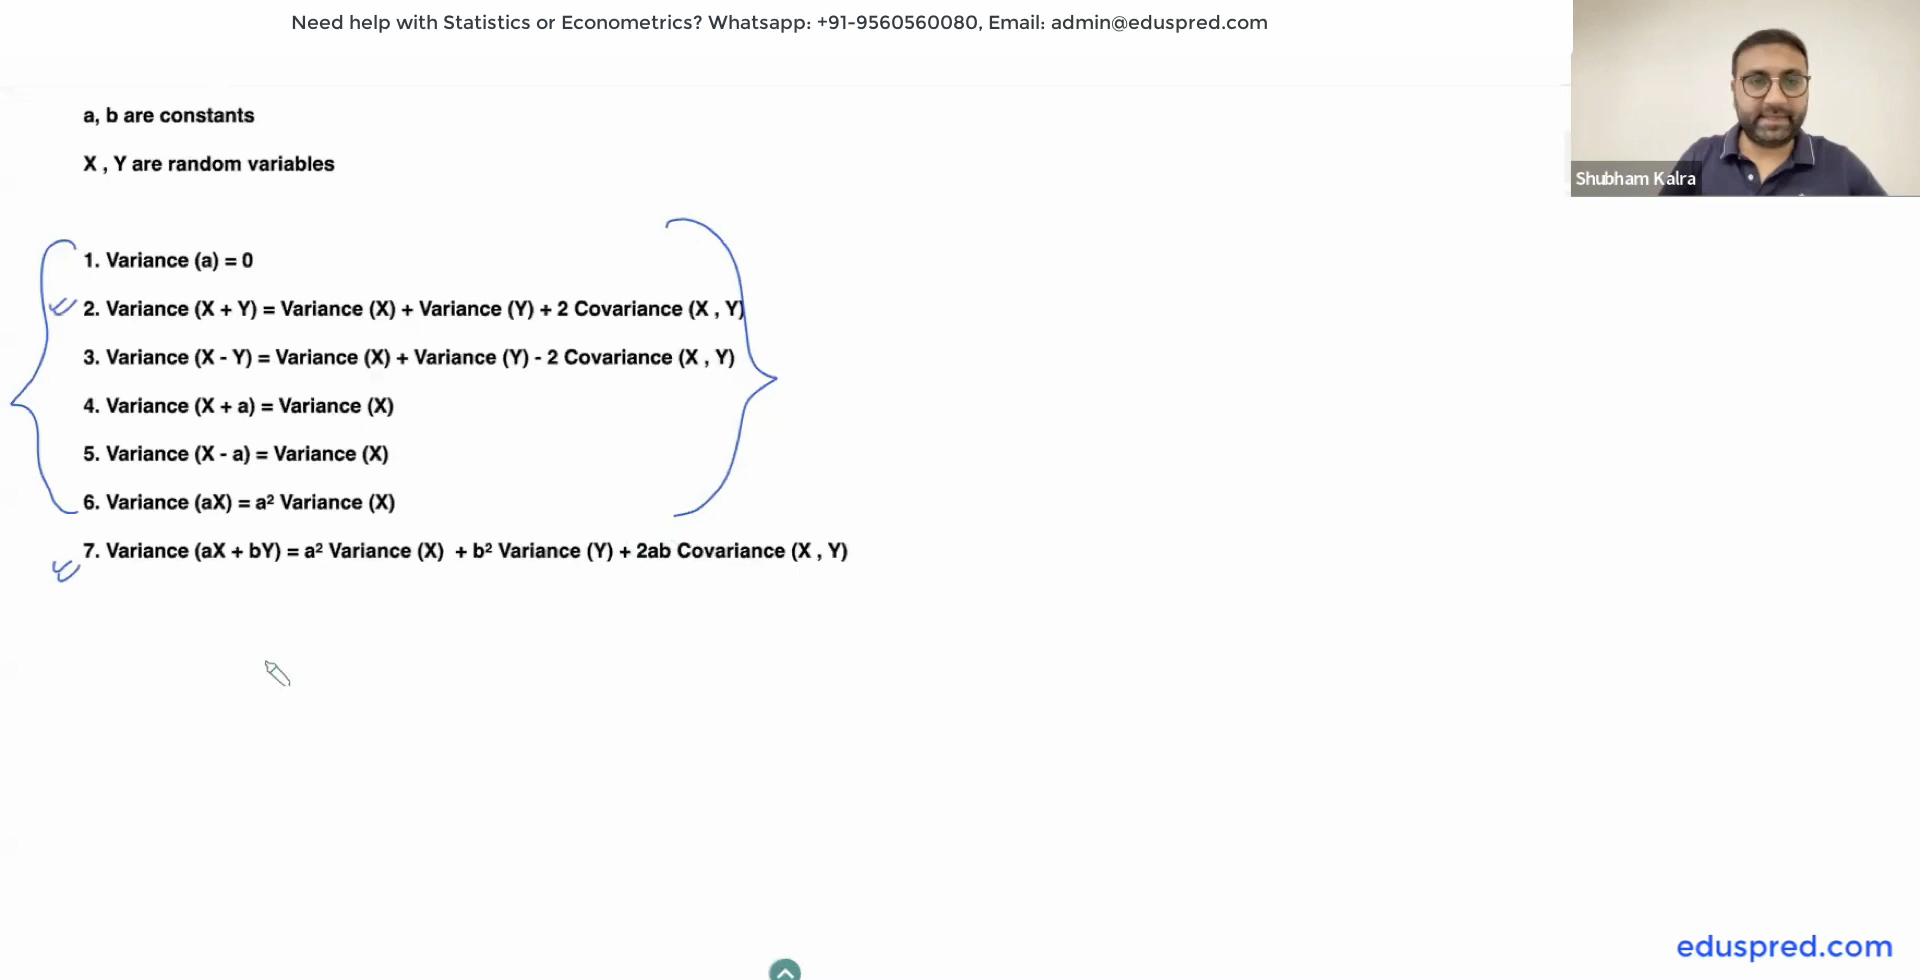 Need help with Statistics or Econometrics? Whatsapp: +91-9560560080, Email: admin@eduspred.com
a, b are constants
X , Y are random variables
Shubham Kalra
1. Variance (a) = 0
2. Variance (X + Y) = Variance (X) + Variance (Y) + 2 Covariance (X , Y)
3. Variance (X - Y) = Variance (X) + Variance (Y) - 2 Covariance (X , Y)
4. Variance (X + a) = Variance (X)
5. Variance (X - a) = Variance (X)
6. Variance (aX) = a² Variance (X)
7. Variance (aX + bY) = a² Variance (X) + b² Variance (Y) + 2ab Covariance (X , Y)
eduspred.com